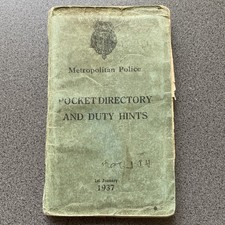 Metropolitan Police
POCKET DIRECTORY
AND DUTY HINTS
1st January
1937